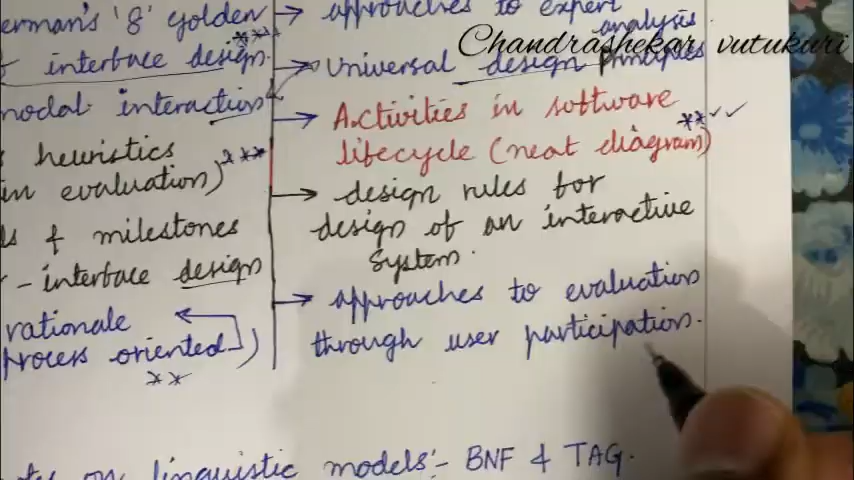 erman's '8' golden
f interface design.
modal interaction
heuristics
in evaluation)
& milestones
- interface design
rationale
process oriented)
→ approaches to expert
analysis.
→ Universal design principles
→ Activities in software
lifecycle (neat diagram)
→ design rules for
design of an interactive
system.
→ approaches to evaluation
through user participation.
on linguistic models:- BNF & TAG.
Chandrashekar vutukuri